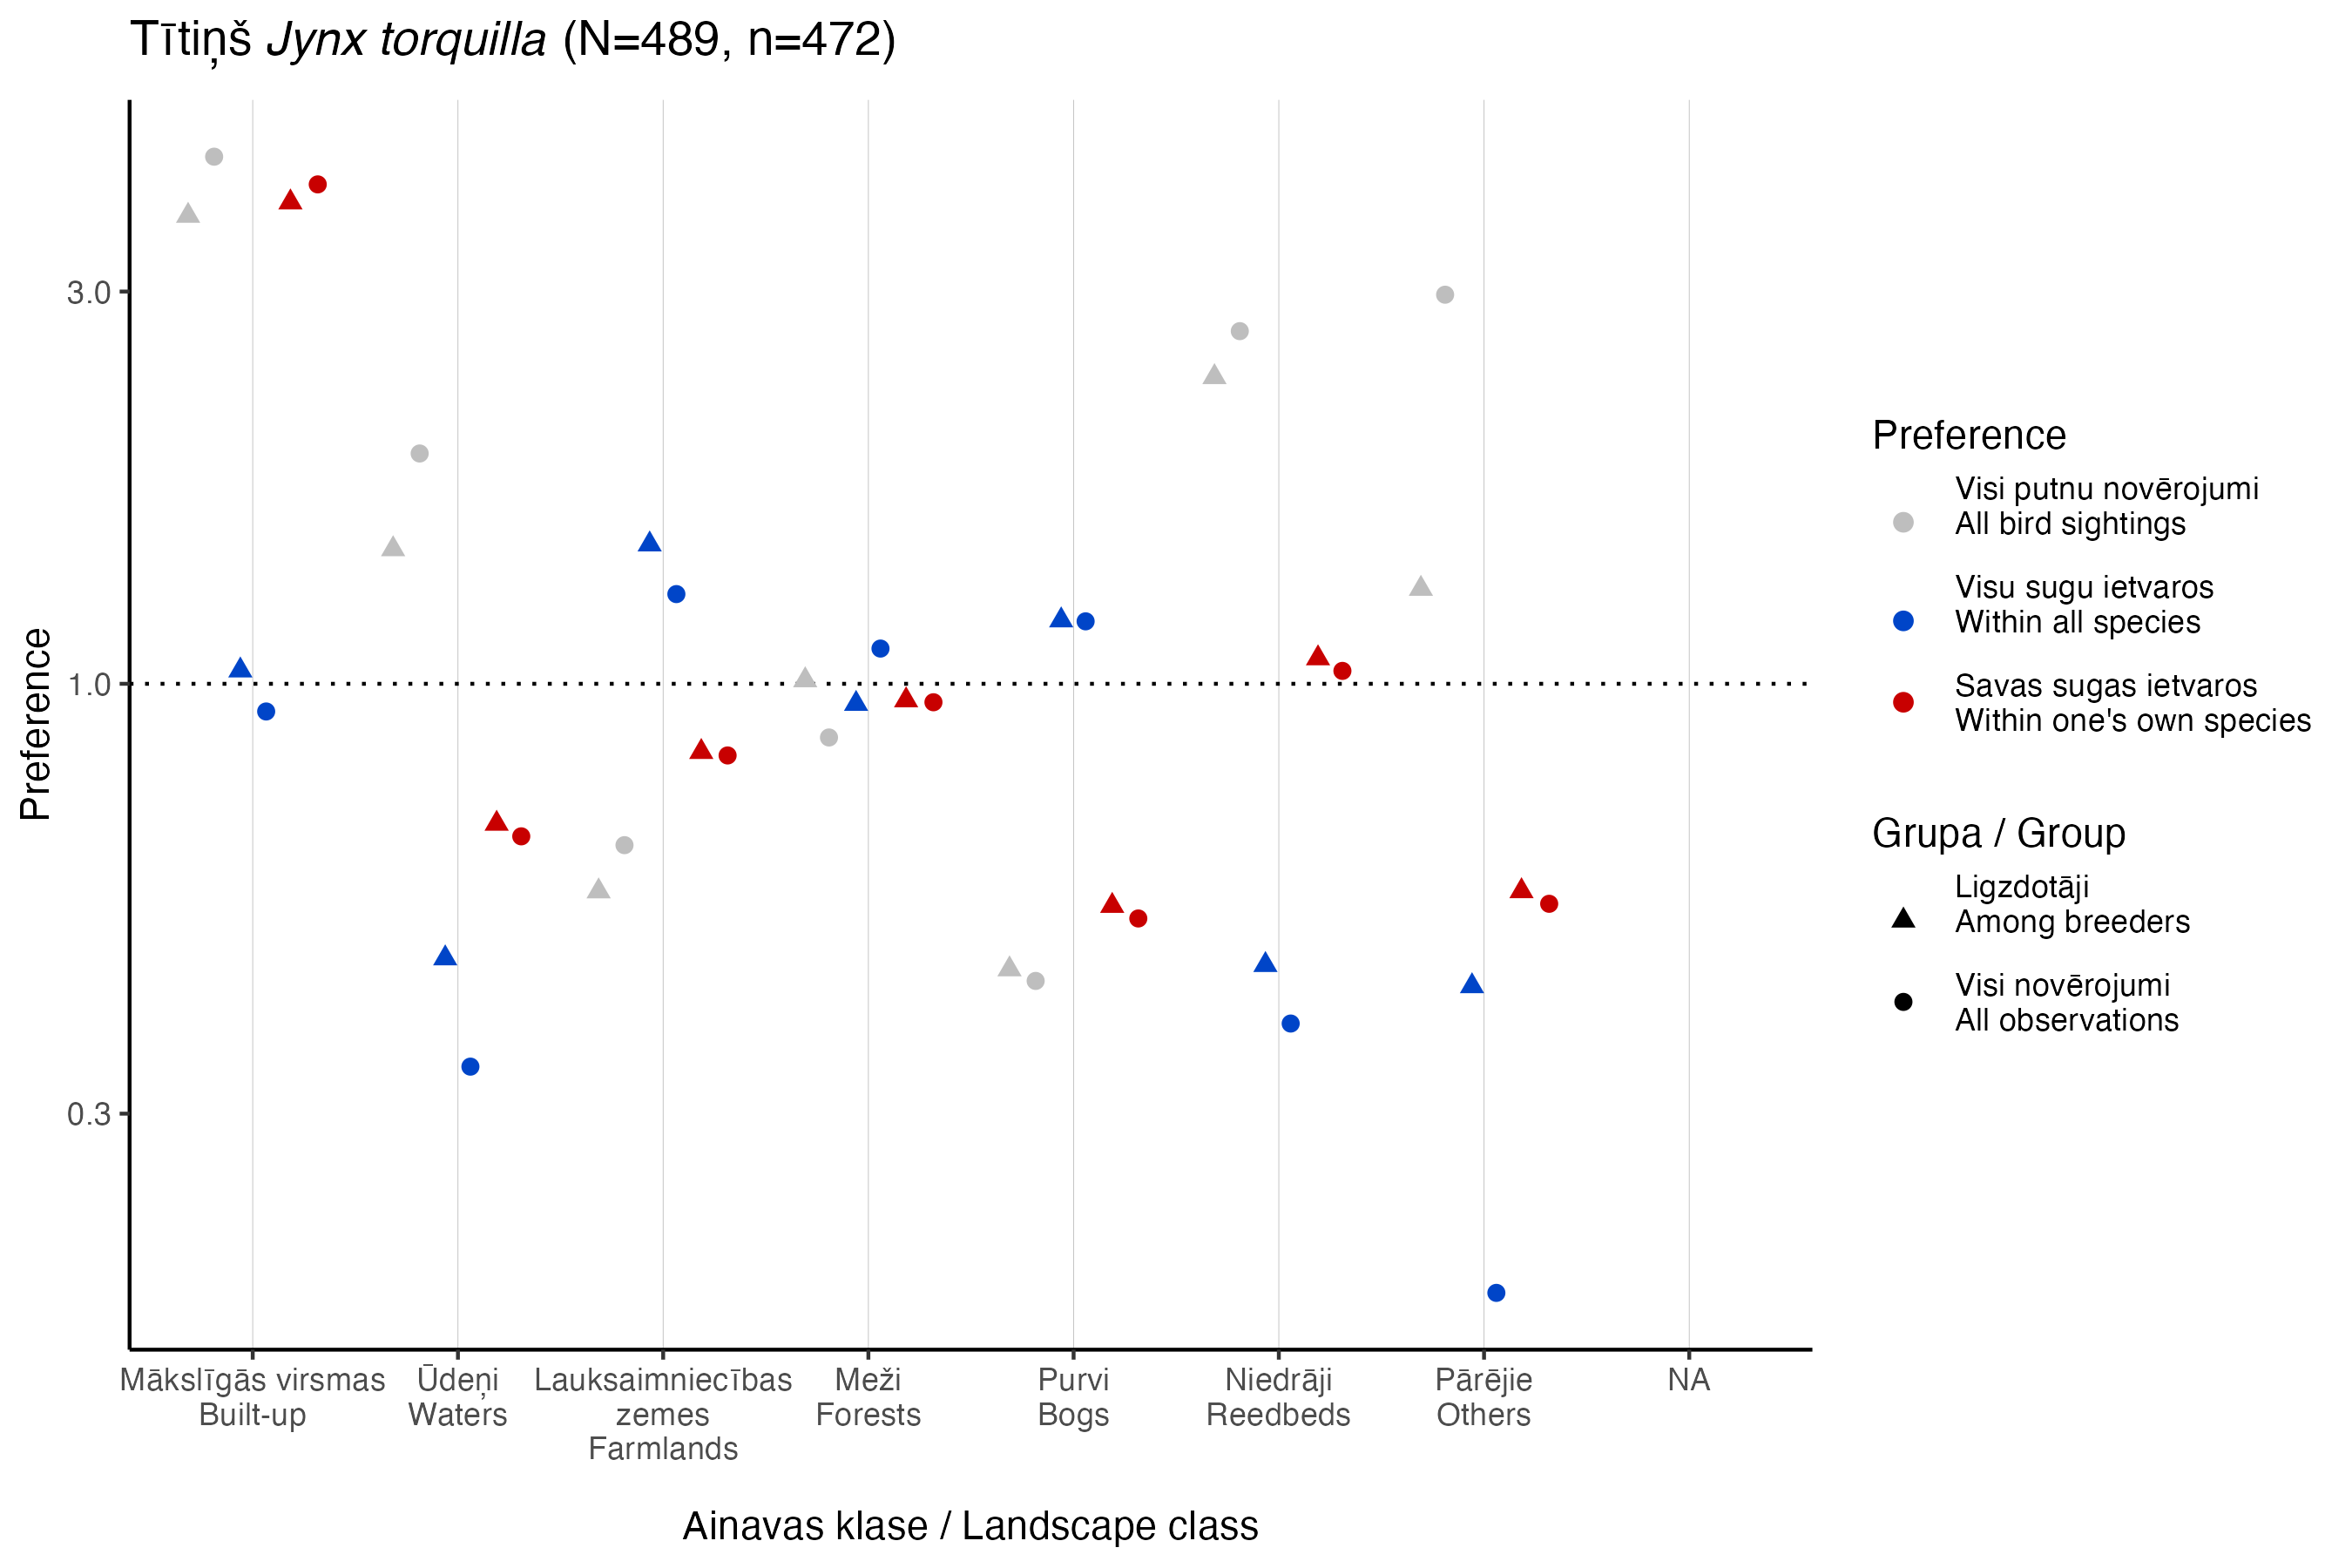 Tītiņš Jynx torquilla (N=489, n=472)
Preference
3.0
1.0
0.3
Mākslīgās virsmas
Built-up
Ūdeņi
Waters
Lauksaimniecības
zemes
Farmlands
Meži
Forests
Purvi
Bogs
Niedrāji
Reedbeds
Pārējie
Others
NA
Ainavas klase / Landscape class
Preference
Visi putnu novērojumi
All bird sightings
Visu sugu ietvaros
Within all species
Savas sugas ietvaros
Within one's own species
Grupa / Group
Ligzdotāji
Among breeders
Visi novērojumi
All observations